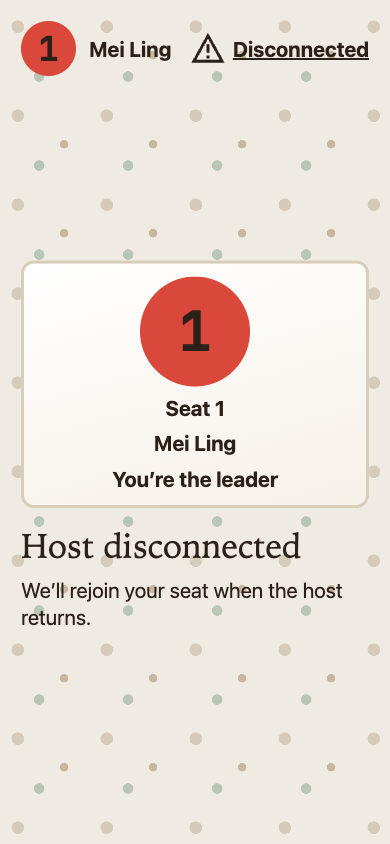 1 Mei Ling Disconnected
1
Seat 1
Mei Ling
You’re the leader
Host disconnected
We’ll rejoin your seat when the host
returns.